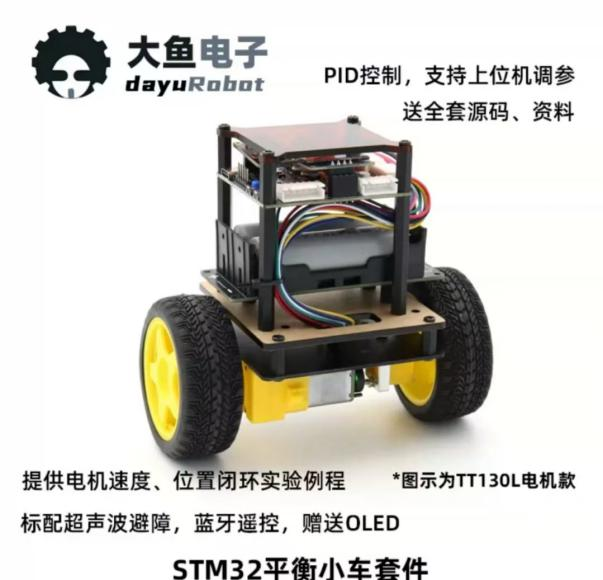 大鱼电子
dayuRobot
PID控制，支持上位机调参
送全套源码、资料
提供电机速度、位置闭环实验例程
*图示为TT130L电机款
标配超声波避障，蓝牙遥控，赠送OLED
STM32平衡小车套件